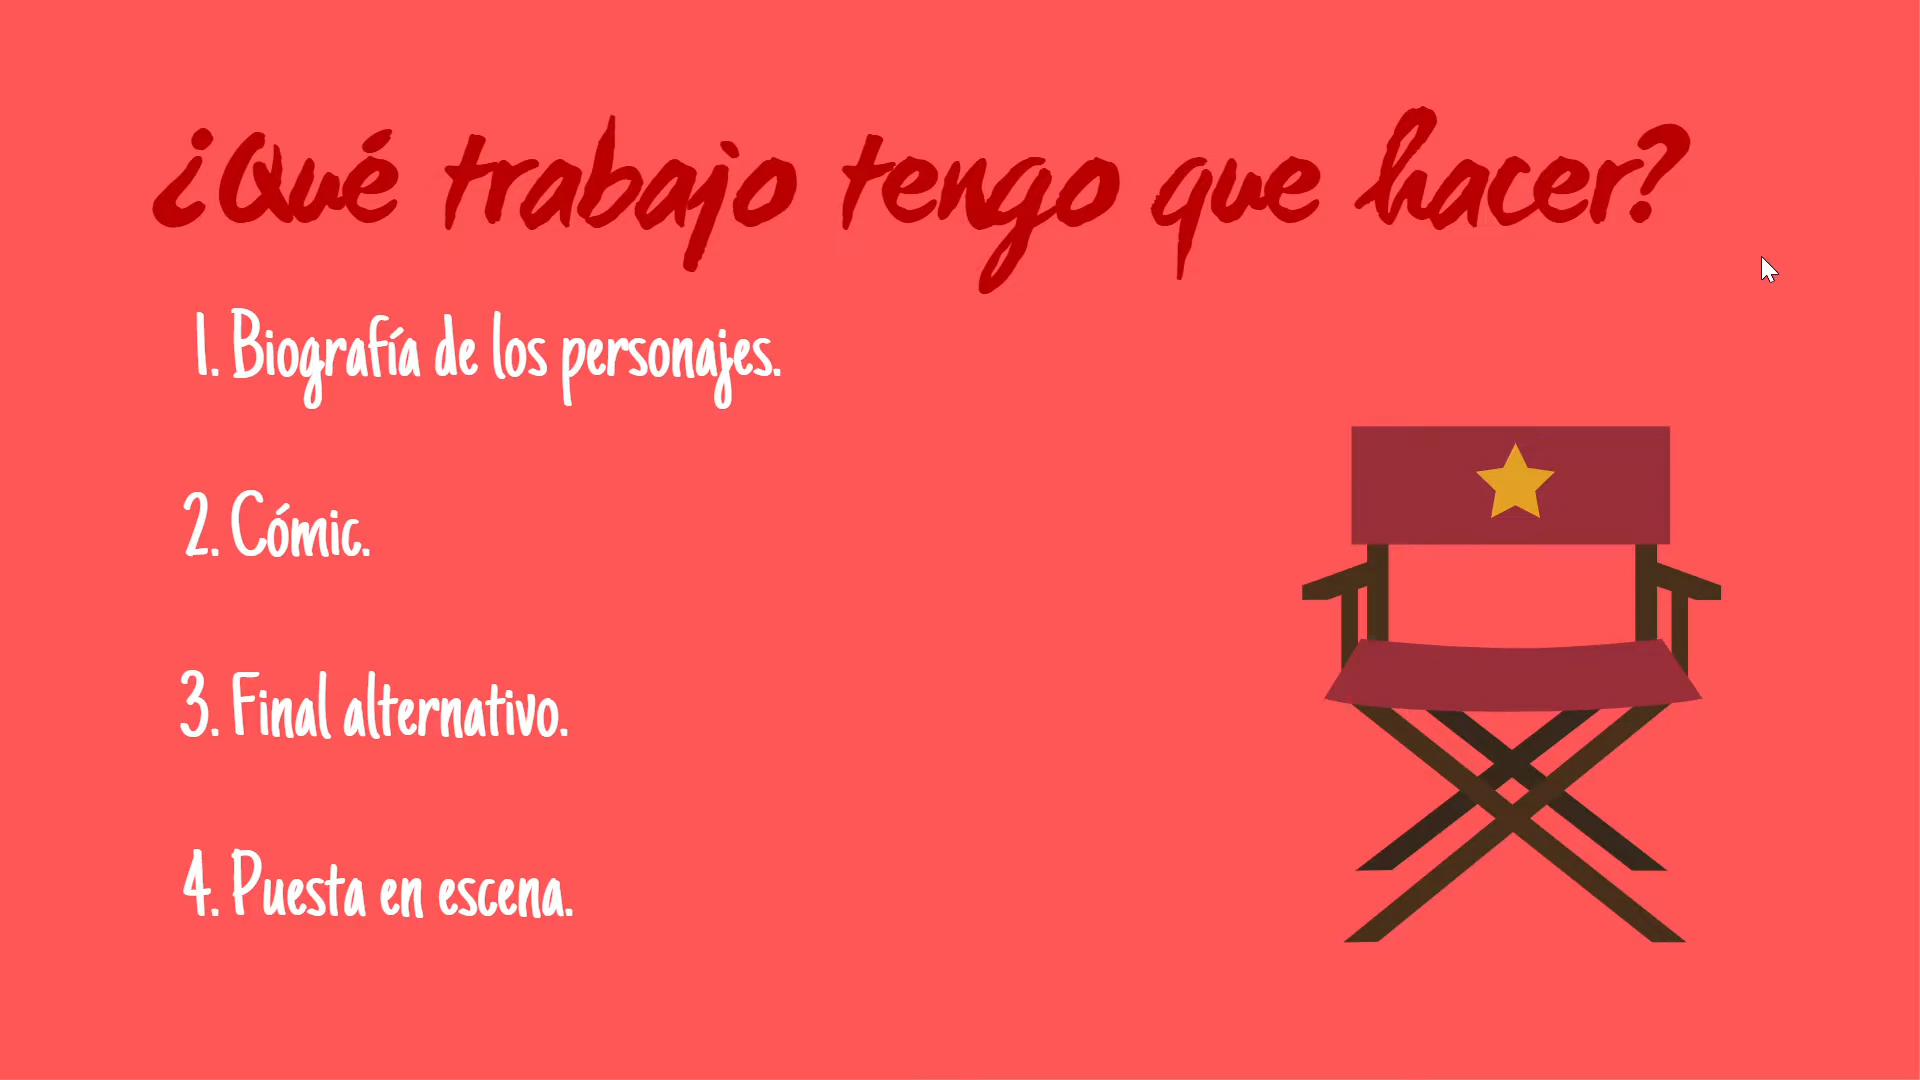 ¿Qué trabajo tengo que hacer?
1. Biografía de los personajes.
2. Cómic.
3. Final alternativo.
4. Puesta en escena.